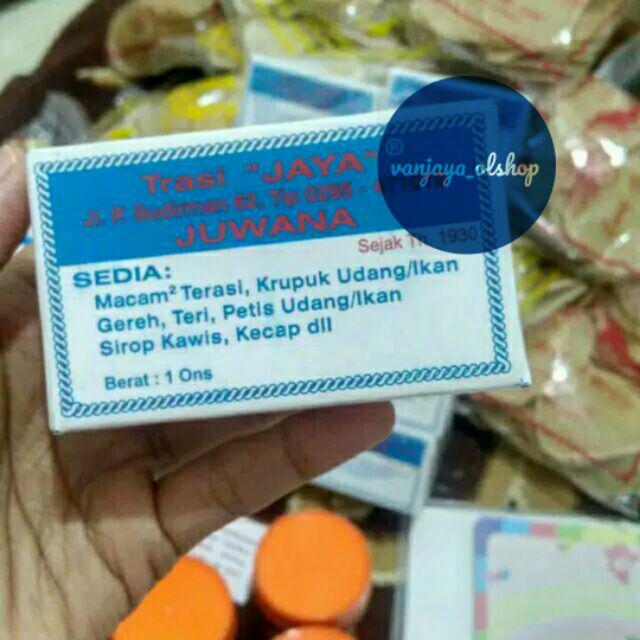 Trasi "JAYA" ®
Jl. P. Sudirman 62, Tlp 0295 -
JUWANA
vanjaya_olshop
Sejak Th. 1930
SEDIA:
Macam² Terasi, Krupuk Udang/Ikan
Gereh, Teri, Petis Udang/Ikan
Sirop Kawis, Kecap dll
Berat : 1 Ons